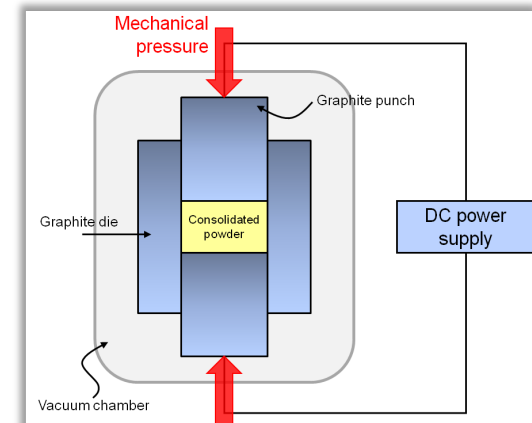 Mechanical
pressure
Graphite punch
Graphite die
Consolidated
powder
DC power
supply
Vacuum chamber